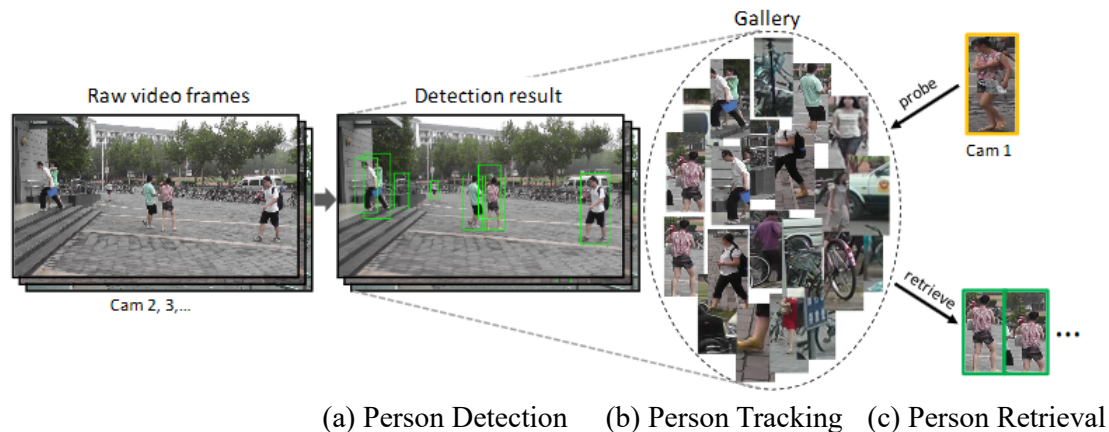 Gallery
Raw video frames
Detection result
probe
Cam 1
Cam 2, 3,...
retrieve
...
(a) Person Detection (b) Person Tracking (c) Person Retrieval